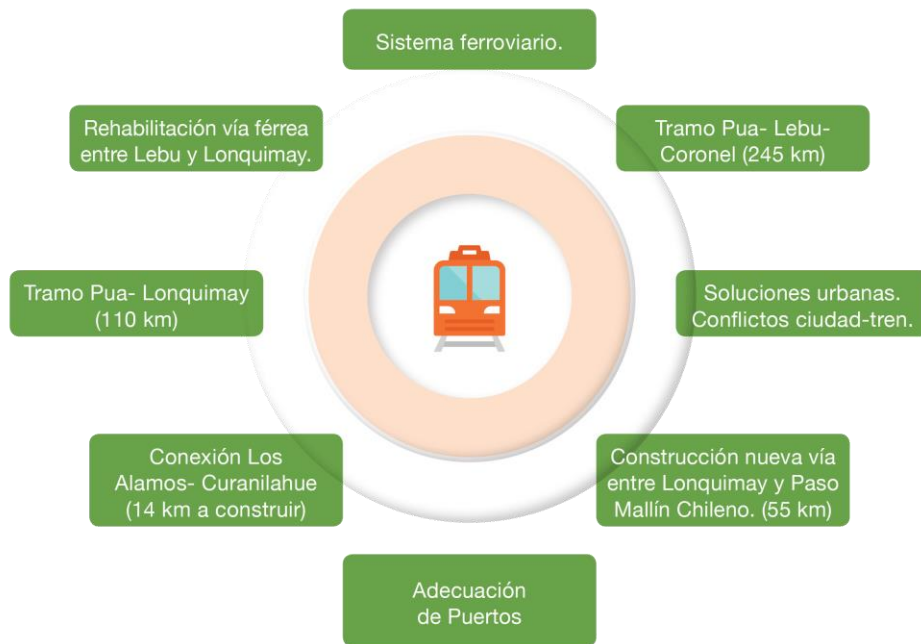 Sistema ferroviario.
Rehabilitación vía férrea
entre Lebu y Lonquimay.
Tramo Pua- Lebu-
Coronel (245 km)
Tramo Pua- Lonquimay
(110 km)
Soluciones urbanas.
Conflictos ciudad-tren.
Conexión Los
Alamos- Curanilahue
(14 km a construir)
Construcción nueva vía
entre Lonquimay y Paso
Mallín Chileno. (55 km)
Adecuación
de Puertos